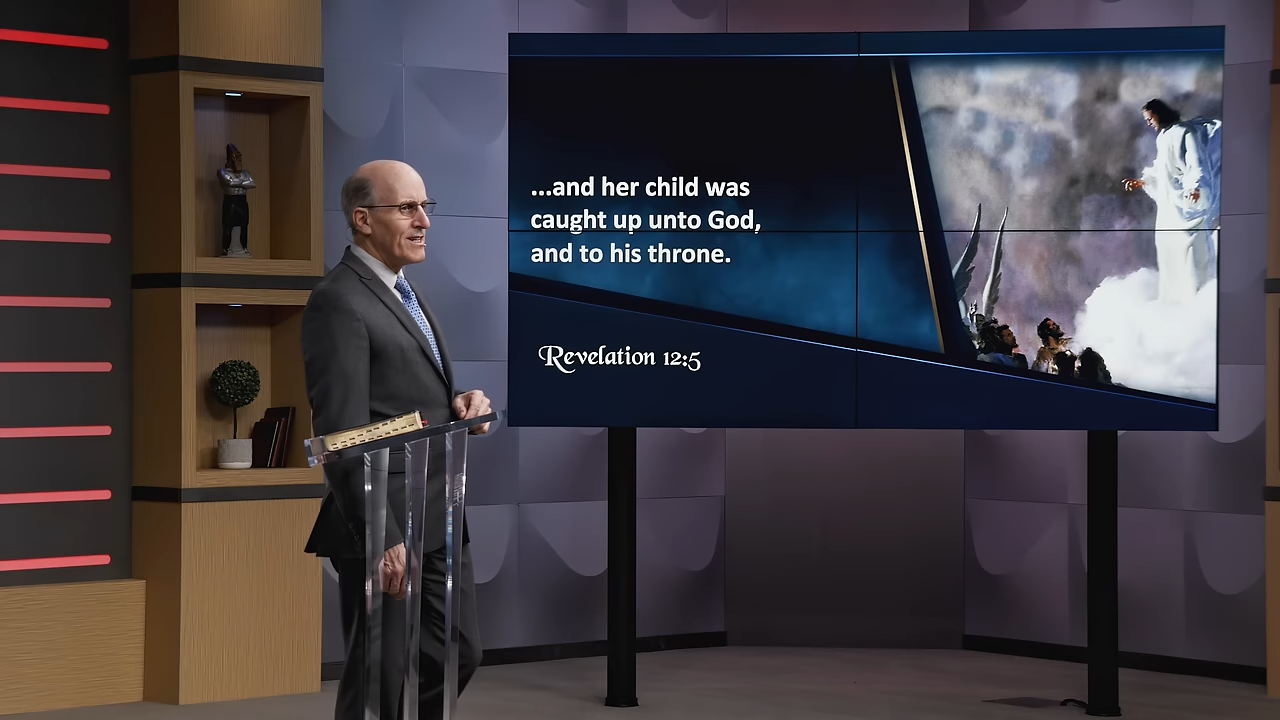 ...and her child was
caught up unto God,
and to his throne.
Revelation 12:5